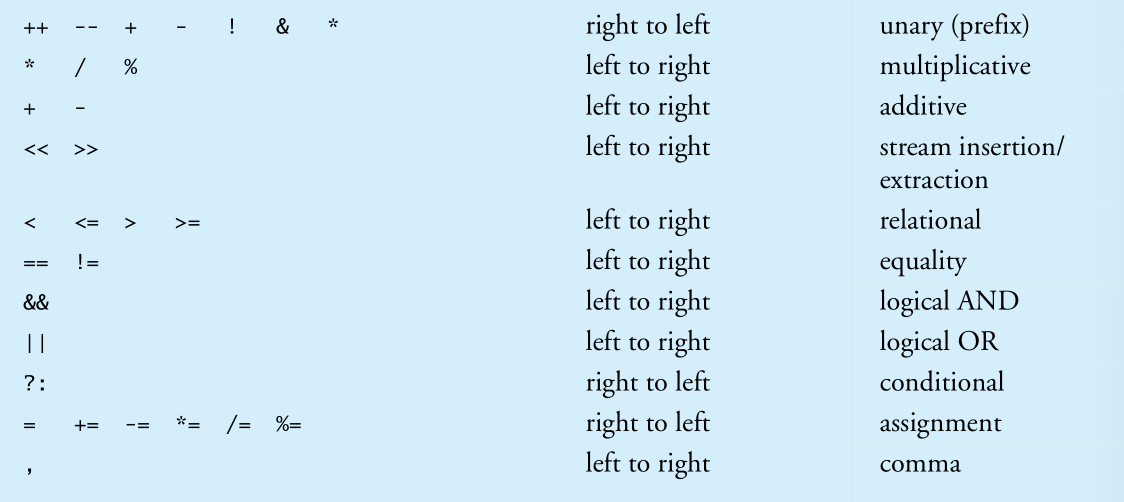 ++ -- + - ! & * right to left unary (prefix)
* / % left to right multiplicative
+ - left to right additive
<< >> left to right stream insertion/
extraction
< <= > >= left to right relational
== != left to right equality
&& left to right logical AND
|| left to right logical OR
?: right to left conditional
= += -= *= /= %= right to left assignment
, left to right comma